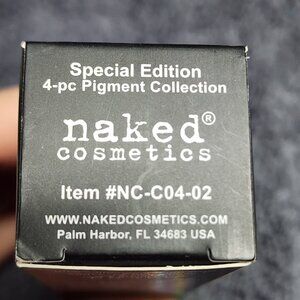 Special Edition
4-pc Pigment Collection
naked®
cosmetics
Item #NC-C04-02
WWW.NAKEDCOSMETICS.COM
Palm Harbor, FL 34683 USA